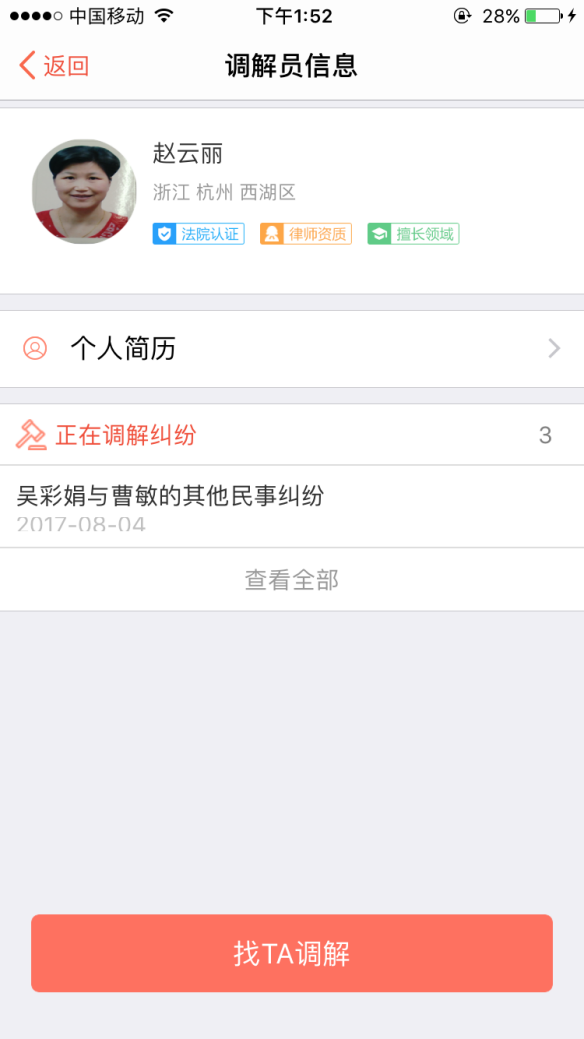 中国移动 下午1:52 28%
返回 调解员信息
赵云丽
浙江 杭州 西湖区
法院认证 律师资质 擅长领域
个人简历
正在调解纠纷 3
吴彩娟与曹敏的其他民事纠纷
2017-08-04
查看全部
找TA调解